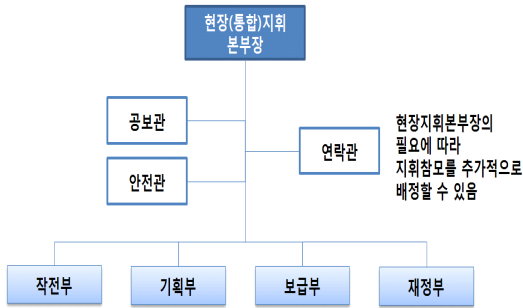 현장(통합)지휘
본부장
공보관
안전관
연락관
현장지휘본부장의
필요에 따라
지휘참모를 추가적으로
배정할 수 있음
작전부
기획부
보급부
재정부